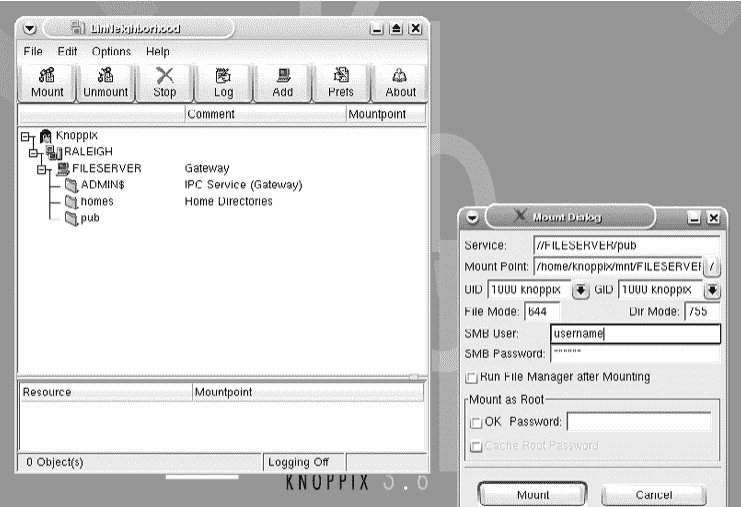 LinNeighborhood
File Edit Options Help
Mount Unmount Stop Log Add Prefs About
Comment Mountpoint
Knoppix
RALEIGH
FILESERVER Gateway
ADMIN$ IPC Service (Gateway)
homes Home Directories
pub
Resource Mountpoint
0 Object(s) Logging Off
KNOPPIX 3.6
Mount Dialog
Service: //FILESERVER/pub
Mount Point: /home/knoppix/mnt/FILESERVER /
UID 1000 knoppix GID 1000 knoppix
File Mode: 644 Dir Mode: 755
SMB User: username
SMB Password: ******
Run File Manager after Mounting
Mount as Root
OK Password:
Cache Root Password
Mount Cancel